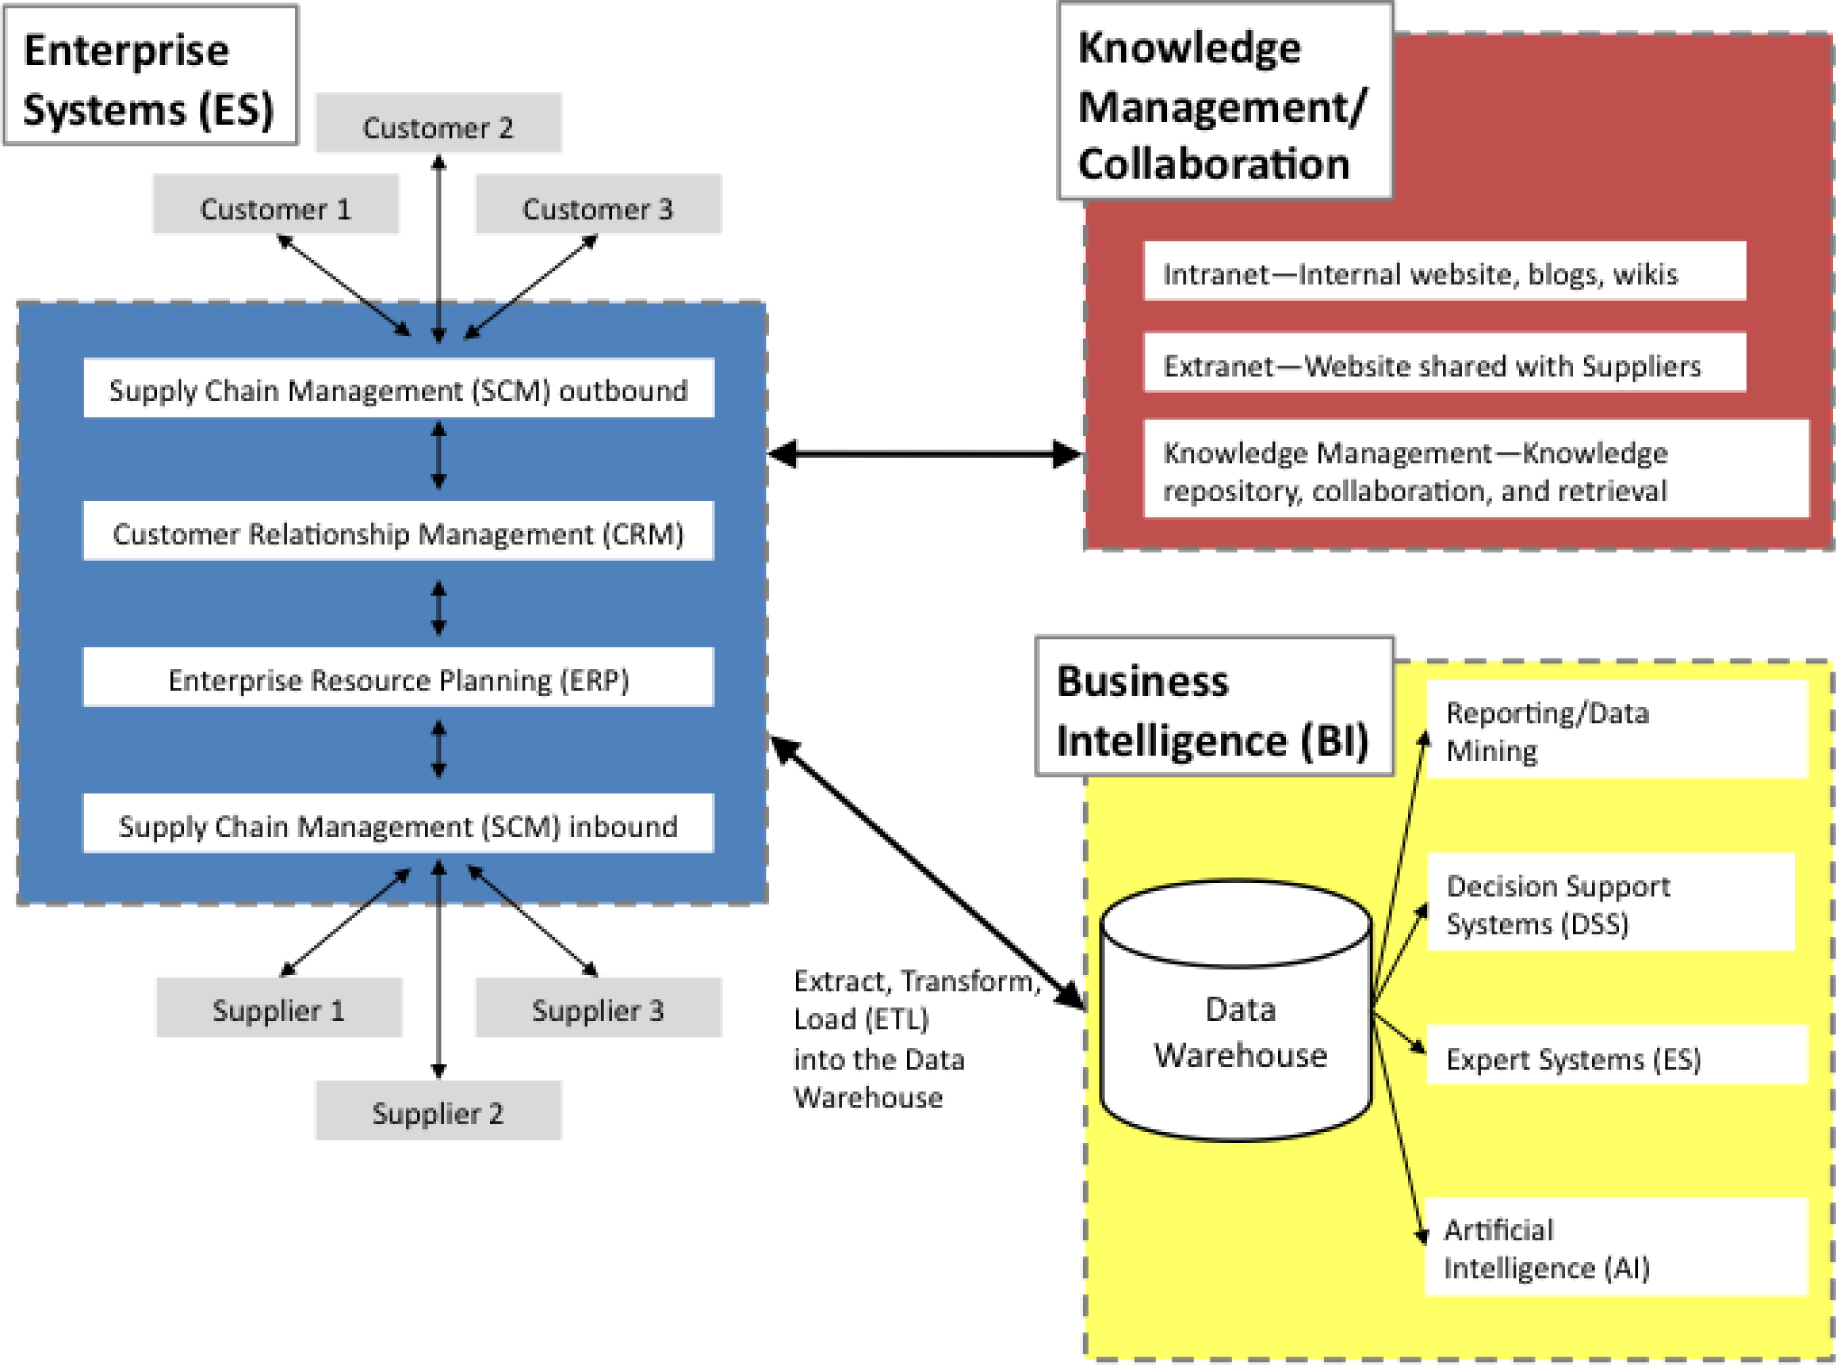 Enterprise
Systems (ES)
Customer 2
Customer 1
Customer 3
Supply Chain Management (SCM) outbound
Customer Relationship Management (CRM)
Enterprise Resource Planning (ERP)
Supply Chain Management (SCM) inbound
Supplier 1
Supplier 3
Supplier 2
Knowledge
Management/
Collaboration
Intranet—Internal website, blogs, wikis
Extranet—Website shared with Suppliers
Knowledge Management—Knowledge
repository, collaboration, and retrieval
Extract, Transform,
Load (ETL)
into the Data
Warehouse
Business
Intelligence (BI)
Data
Warehouse
Reporting/Data
Mining
Decision Support
Systems (DSS)
Expert Systems (ES)
Artificial
Intelligence (AI)